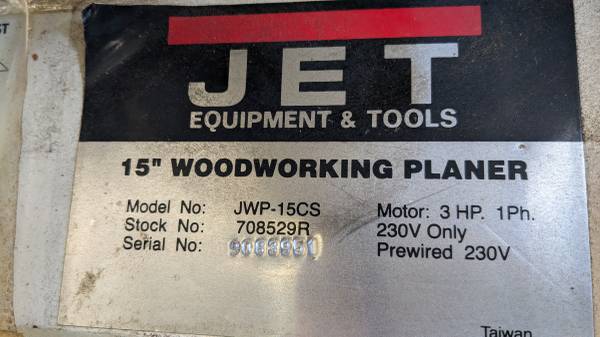 ST
JET
EQUIPMENT & TOOLS
15" WOODWORKING PLANER
Model No: JWP-15CS
Stock No: 708529R
Serial No:
Motor: 3 HP. 1Ph.
230V Only
Prewired 230V
Taiwan